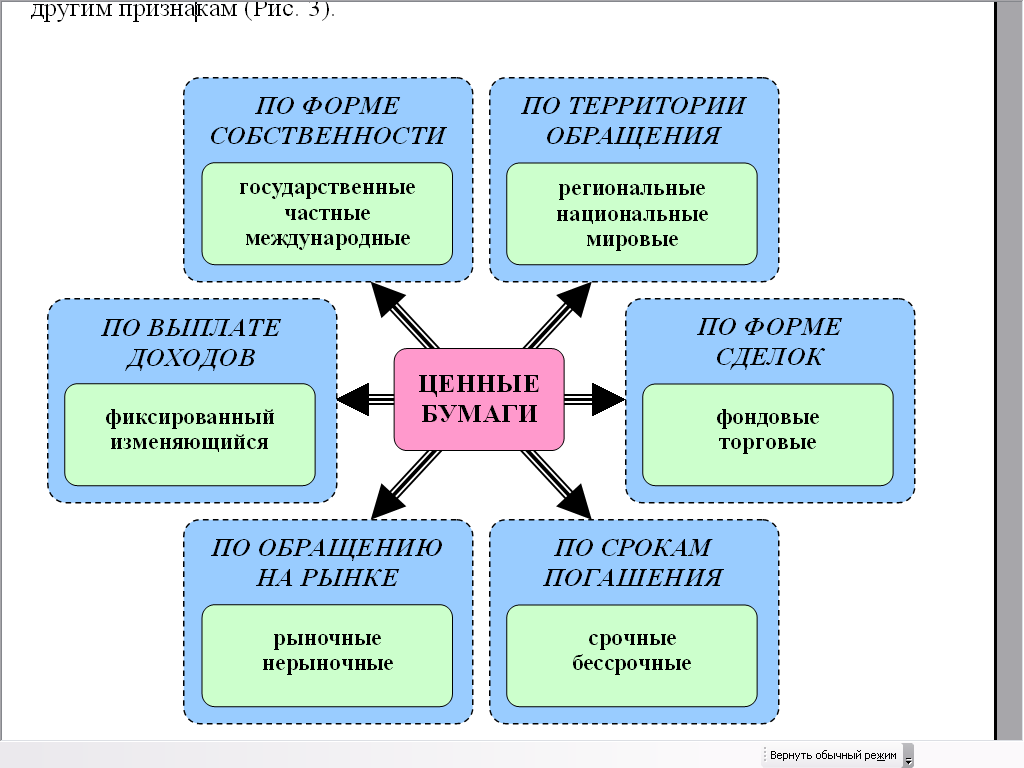 другим признакам (Рис. 3).
ПО ФОРМЕ
СОБСТВЕННОСТИ
государственные
частные
международные
ПО ТЕРРИТОРИИ
ОБРАЩЕНИЯ
региональные
национальные
мировые
ПО ВЫПЛАТЕ
ДОХОДОВ
фиксированный
изменяющийся
ЦЕННЫЕ
БУМАГИ
ПО ФОРМЕ
СДЕЛОК
фондовые
торговые
ПО ОБРАЩЕНИЮ
НА РЫНКЕ
рыночные
нерыночные
ПО СРОКАМ
ПОГАШЕНИЯ
срочные
бессрочные
Вернуть обычный режим